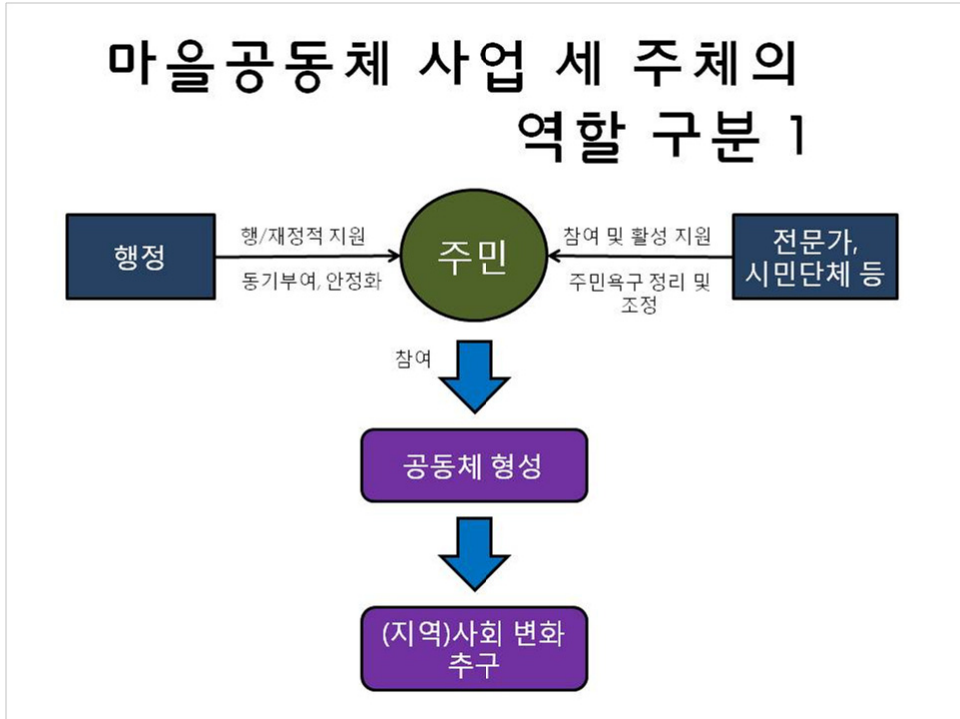 마을공동체 사업 세 주체의
역할 구분 1
행정
행/재정적 지원
동기부여, 안정화
주민
참여 및 활성 지원
주민욕구 정리 및
조정
전문가,
시민단체 등
참여
공동체 형성
(지역)사회 변화
추구